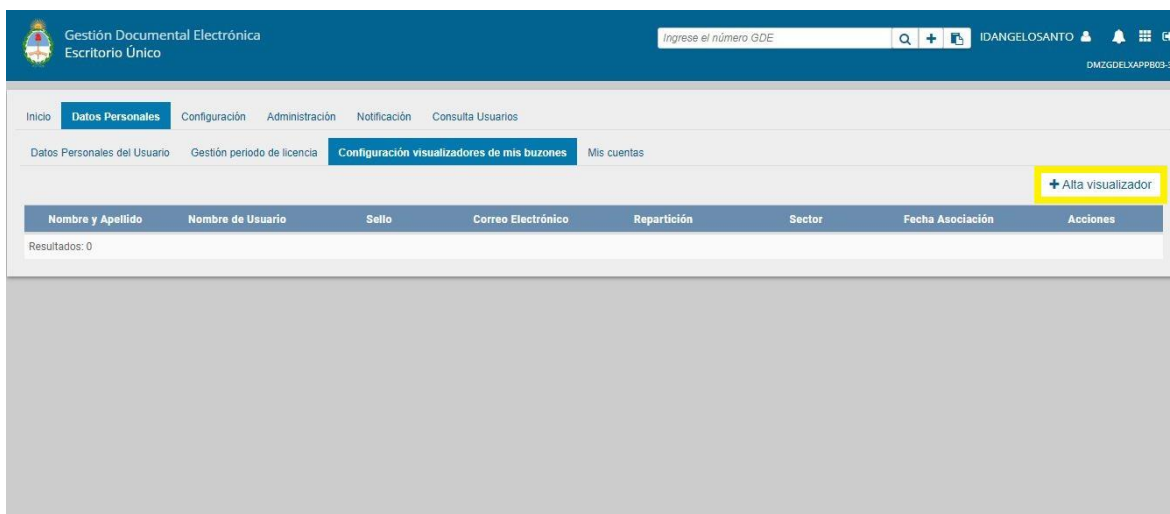 Gestión Documental Electrónica
Escritorio Único
Ingrese el número GDE
IDANGELOSANTO
Inicio Datos Personales Configuración Administración Notificación Consulta Usuarios
Datos Personales del Usuario Gestión periodo de licencia Configuración visualizadores de mis buzones Mis cuentas
+ Alta visualizador
Nombre y Apellido Nombre de Usuario Sello Correo Electrónico Repartición Sector Fecha Asociación Acciones
Resultados: 0